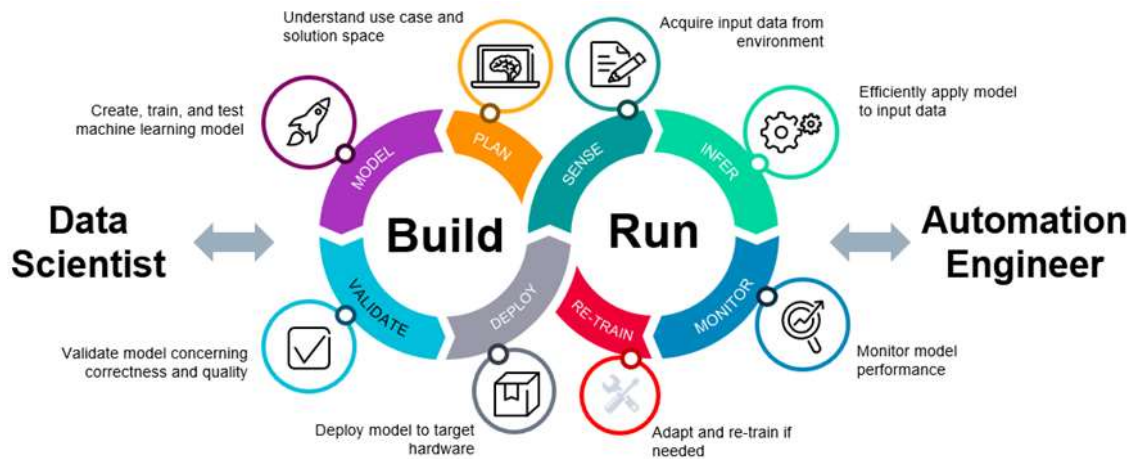 Understand use case and
solution space
Acquire input data from
environment
Create, train, and test
machine learning model
Efficiently apply model
to input data
PLAN
SENSE
MODEL
INFER
Data
Scientist
Build
Run
Automation
Engineer
VALIDATE
DEPLOY
RE-TRAIN
MONITOR
Validate model concerning
correctness and quality
Monitor model
performance
Deploy model to target
hardware
Adapt and re-train if
needed